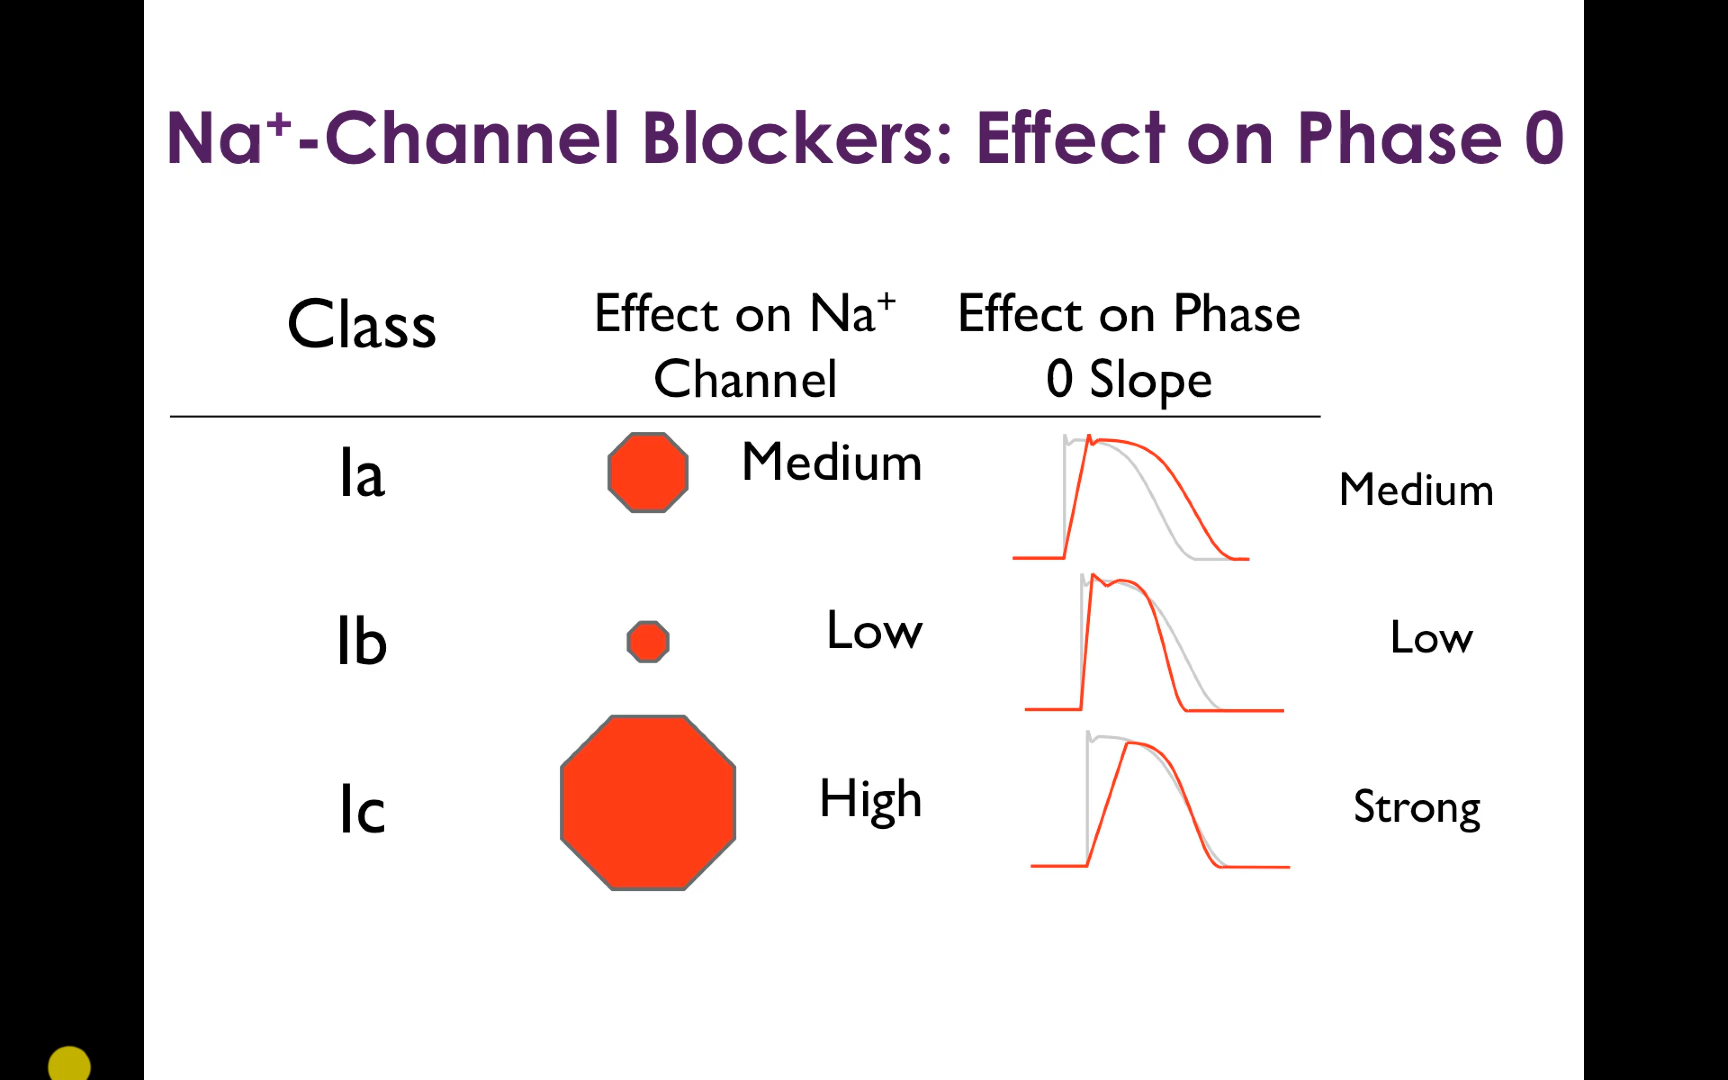 Na⁺-Channel Blockers: Effect on Phase 0
Class
Effect on Na⁺
Channel
Effect on Phase
0 Slope
Ia
Medium
Medium
Ib
Low
Low
Ic
High
Strong